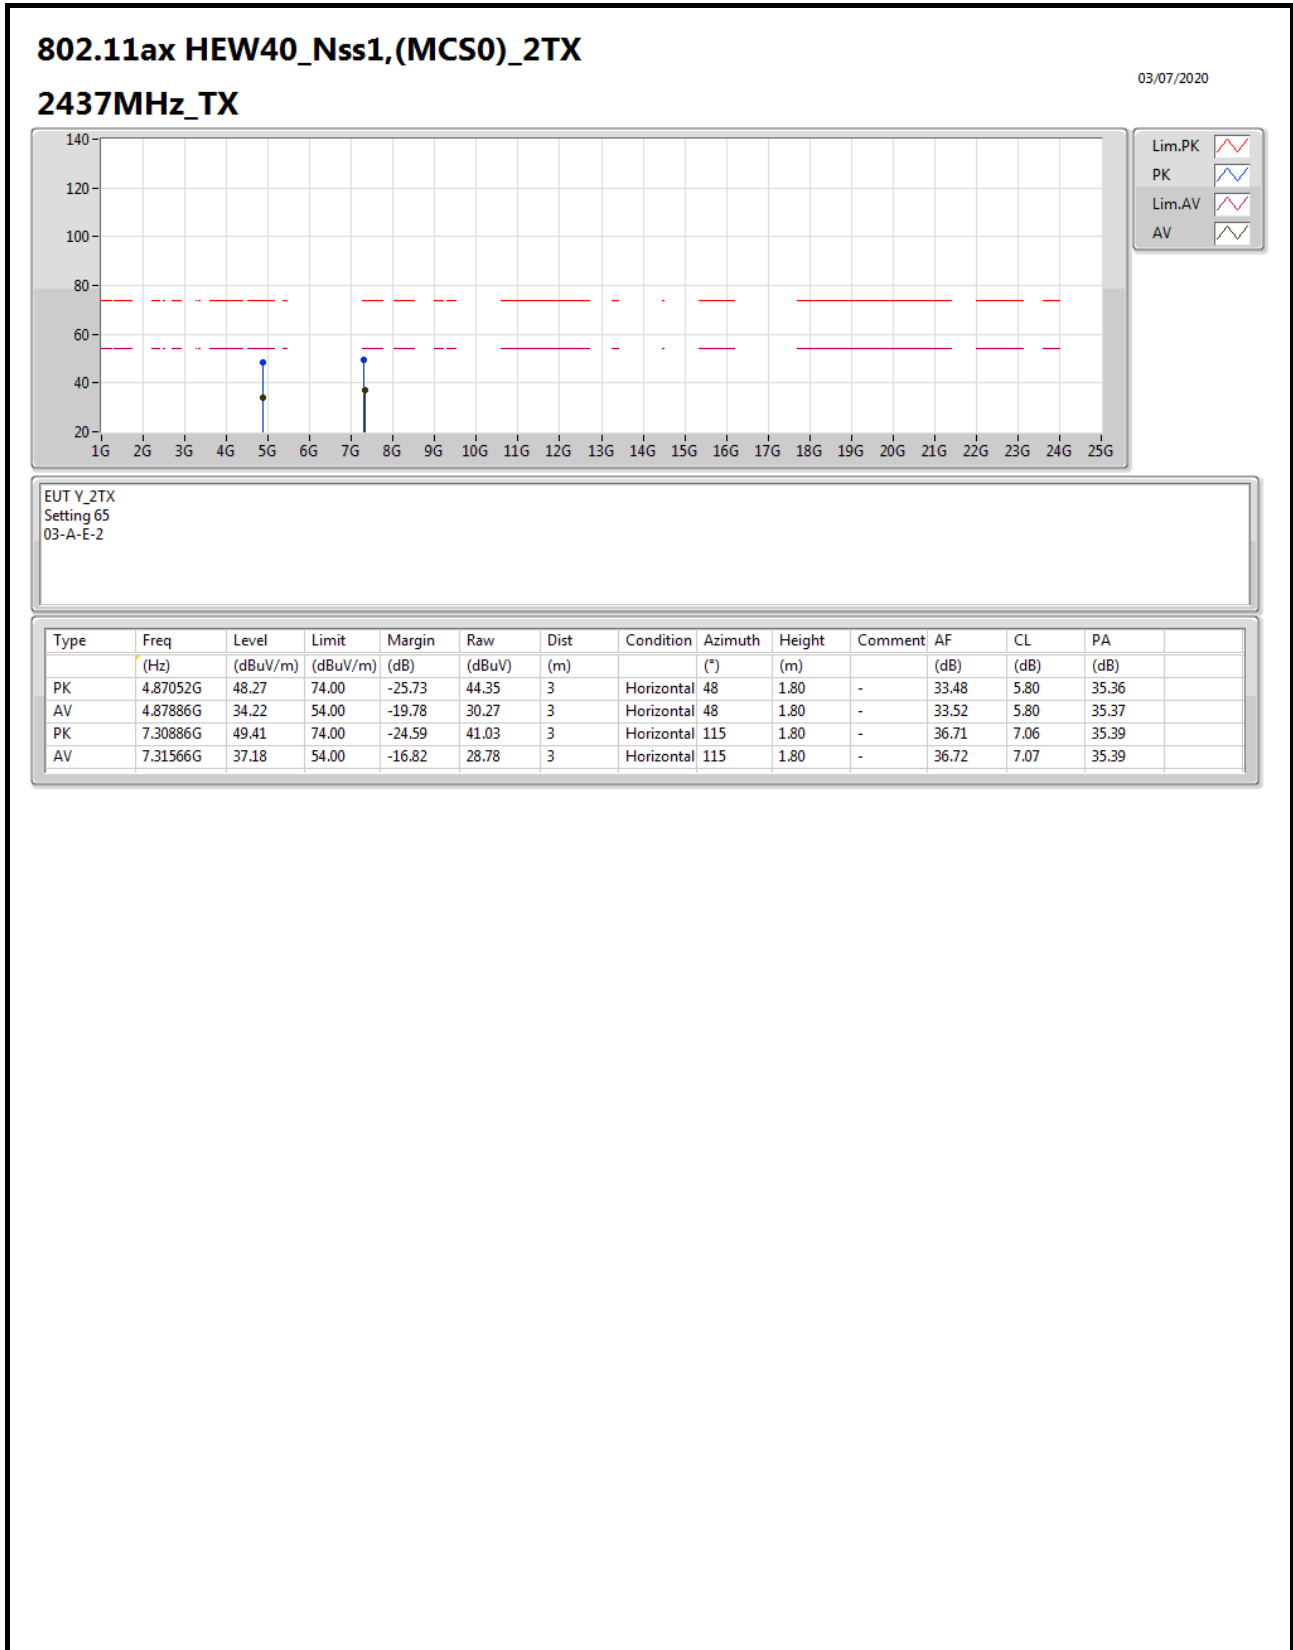 802.11ax HEW40_Nss1,(MCS0)_2TX
03/07/2020
2437MHz_TX
140
120
100
80
60
40
20
1G 2G 3G 4G 5G 6G 7G 8G 9G 10G 11G 12G 13G 14G 15G 16G 17G 18G 19G 20G 21G 22G 23G 24G 25G
Lim.PK
PK
Lim.AV
AV
EUT Y_2TX
Setting 65
03-A-E-2
Type Freq Level Limit Margin Raw Dist Condition Azimuth Height Comment AF CL PA
(Hz) (dBuV/m) (dBuV/m) (dB) (dBuV) (m) (°) (m) (dB) (dB) (dB)
PK 4.87052G 48.27 74.00 -25.73 44.35 3 Horizontal 48 1.80 - 33.48 5.80 35.36
AV 4.87886G 34.22 54.00 -19.78 30.27 3 Horizontal 48 1.80 - 33.52 5.80 35.37
PK 7.30886G 49.41 74.00 -24.59 41.03 3 Horizontal 115 1.80 - 36.71 7.06 35.39
AV 7.31566G 37.18 54.00 -16.82 28.78 3 Horizontal 115 1.80 - 36.72 7.07 35.39